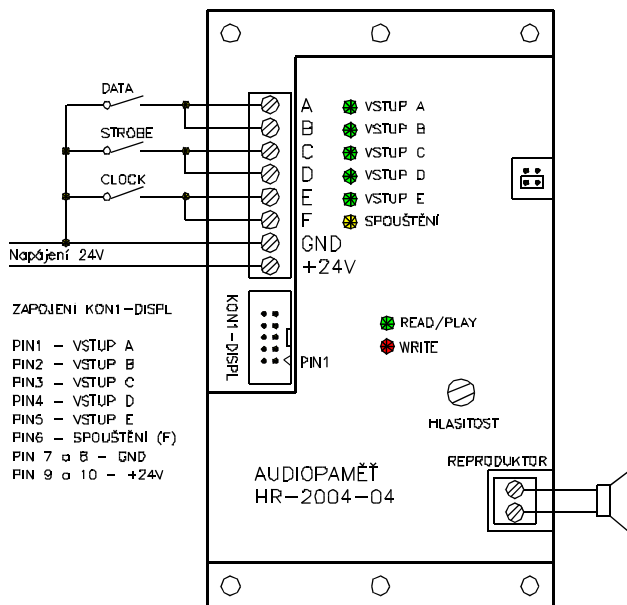 DATA
STROBE
CLOCK
Napájení 24V
A
B
C
D
E
F
GND
+24V
VSTUP A
VSTUP B
VSTUP C
VSTUP D
VSTUP E
SPOUŠTĚNÍ
KON1-DISPL
PIN1
READ/PLAY
WRITE
HLASITOST
REPRODUKTOR
AUDIOPAMĚŤ
HR-2004-04
ZAPOJENÍ KON1-DISPL
PIN1 - VSTUP A
PIN2 - VSTUP B
PIN3 - VSTUP C
PIN4 - VSTUP D
PIN5 - VSTUP E
PIN6 - SPOUŠTĚNÍ (F)
PIN 7 a 8 - GND
PIN 9 a 10 - +24V